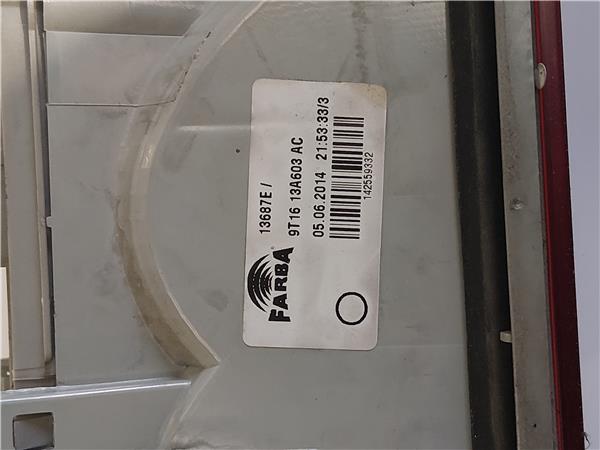 FARBA
13687E /
9T16 13A603 AC
05.06.2014 21:53:33/3
142559332